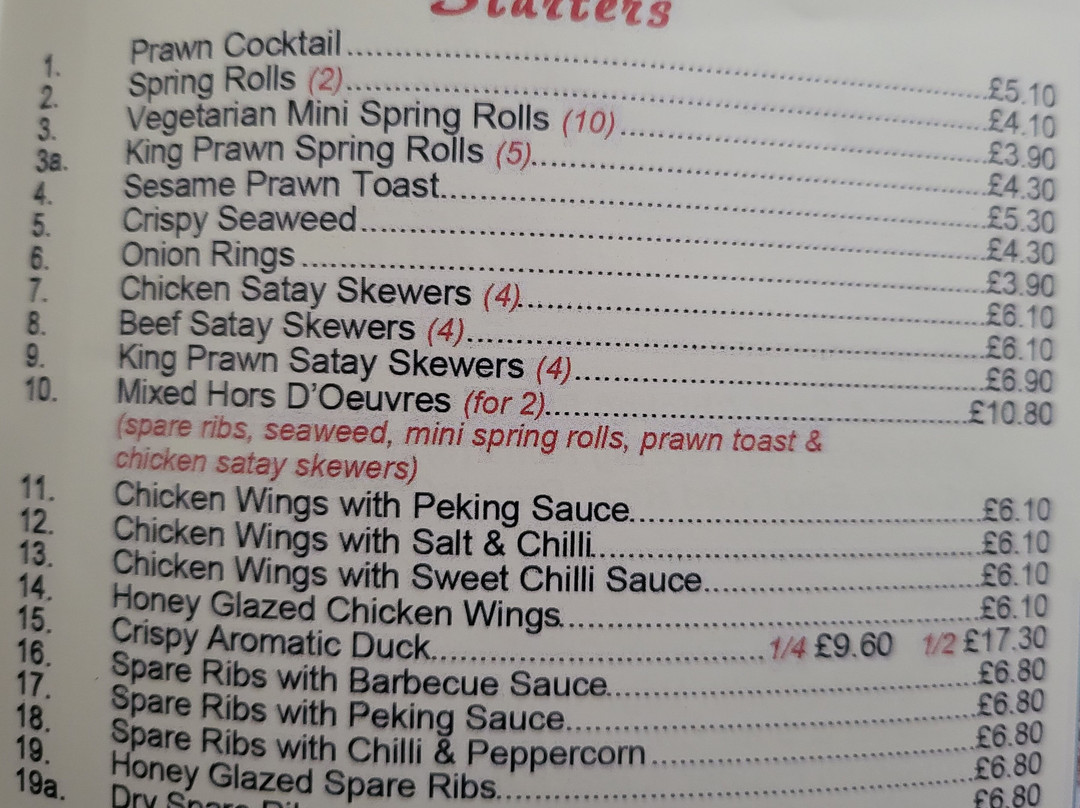 Starters
1. Prawn Cocktail......£5.10
2. Spring Rolls (2)......£4.10
3. Vegetarian Mini Spring Rolls (10)......£3.90
3a. King Prawn Spring Rolls (5)......£4.30
4. Sesame Prawn Toast......£5.30
5. Crispy Seaweed......£4.30
6. Onion Rings......£3.90
7. Chicken Satay Skewers (4)......£6.10
8. Beef Satay Skewers (4)......£6.10
9. King Prawn Satay Skewers (4)......£6.90
10. Mixed Hors D'Oeuvres (for 2)......£10.80
(spare ribs, seaweed, mini spring rolls, prawn toast &
chicken satay skewers)
11. Chicken Wings with Peking Sauce......£6.10
12. Chicken Wings with Salt & Chilli......£6.10
13. Chicken Wings with Sweet Chilli Sauce......£6.10
14. Honey Glazed Chicken Wings......£6.10
15. Crispy Aromatic Duck......1/4 £9.60 1/2 £17.30
16. Spare Ribs with Barbecue Sauce......£6.80
17. Spare Ribs with Peking Sauce......£6.80
18. Spare Ribs with Chilli & Peppercorn......£6.80
19. Honey Glazed Spare Ribs......£6.80
19a. Dry Spare £6.80